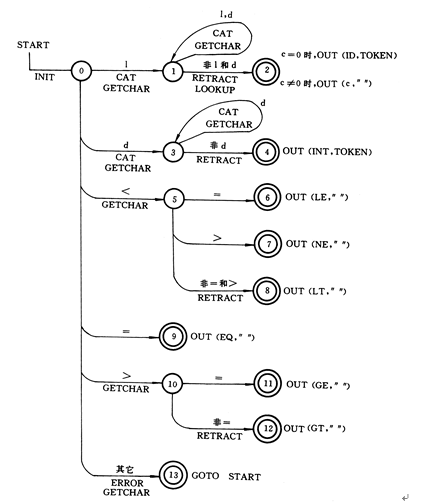 l,d
START
CAT
GETCHAR
c=0时,OUT (ID,TOKEN)
INIT
0
l
CAT
GETCHAR
1
非l和d
RETRACT
LOOKUP
2
c≠0时,OUT (c,"")
d
CAT
GETCHAR
d
CAT
GETCHAR
3
非d
RETRACT
4
OUT (INT,TOKEN)
<
GETCHAR
5
=
6
OUT (LE,"")
>
7
OUT (NE,"")
非=和>
RETRACT
8
OUT (LT,"")
=
9
OUT (EQ,"")
>
GETCHAR
10
=
11
OUT (GE,"")
非=
RETRACT
12
OUT (GT,"")
其它
ERROR
GETCHAR
13
GOTO START